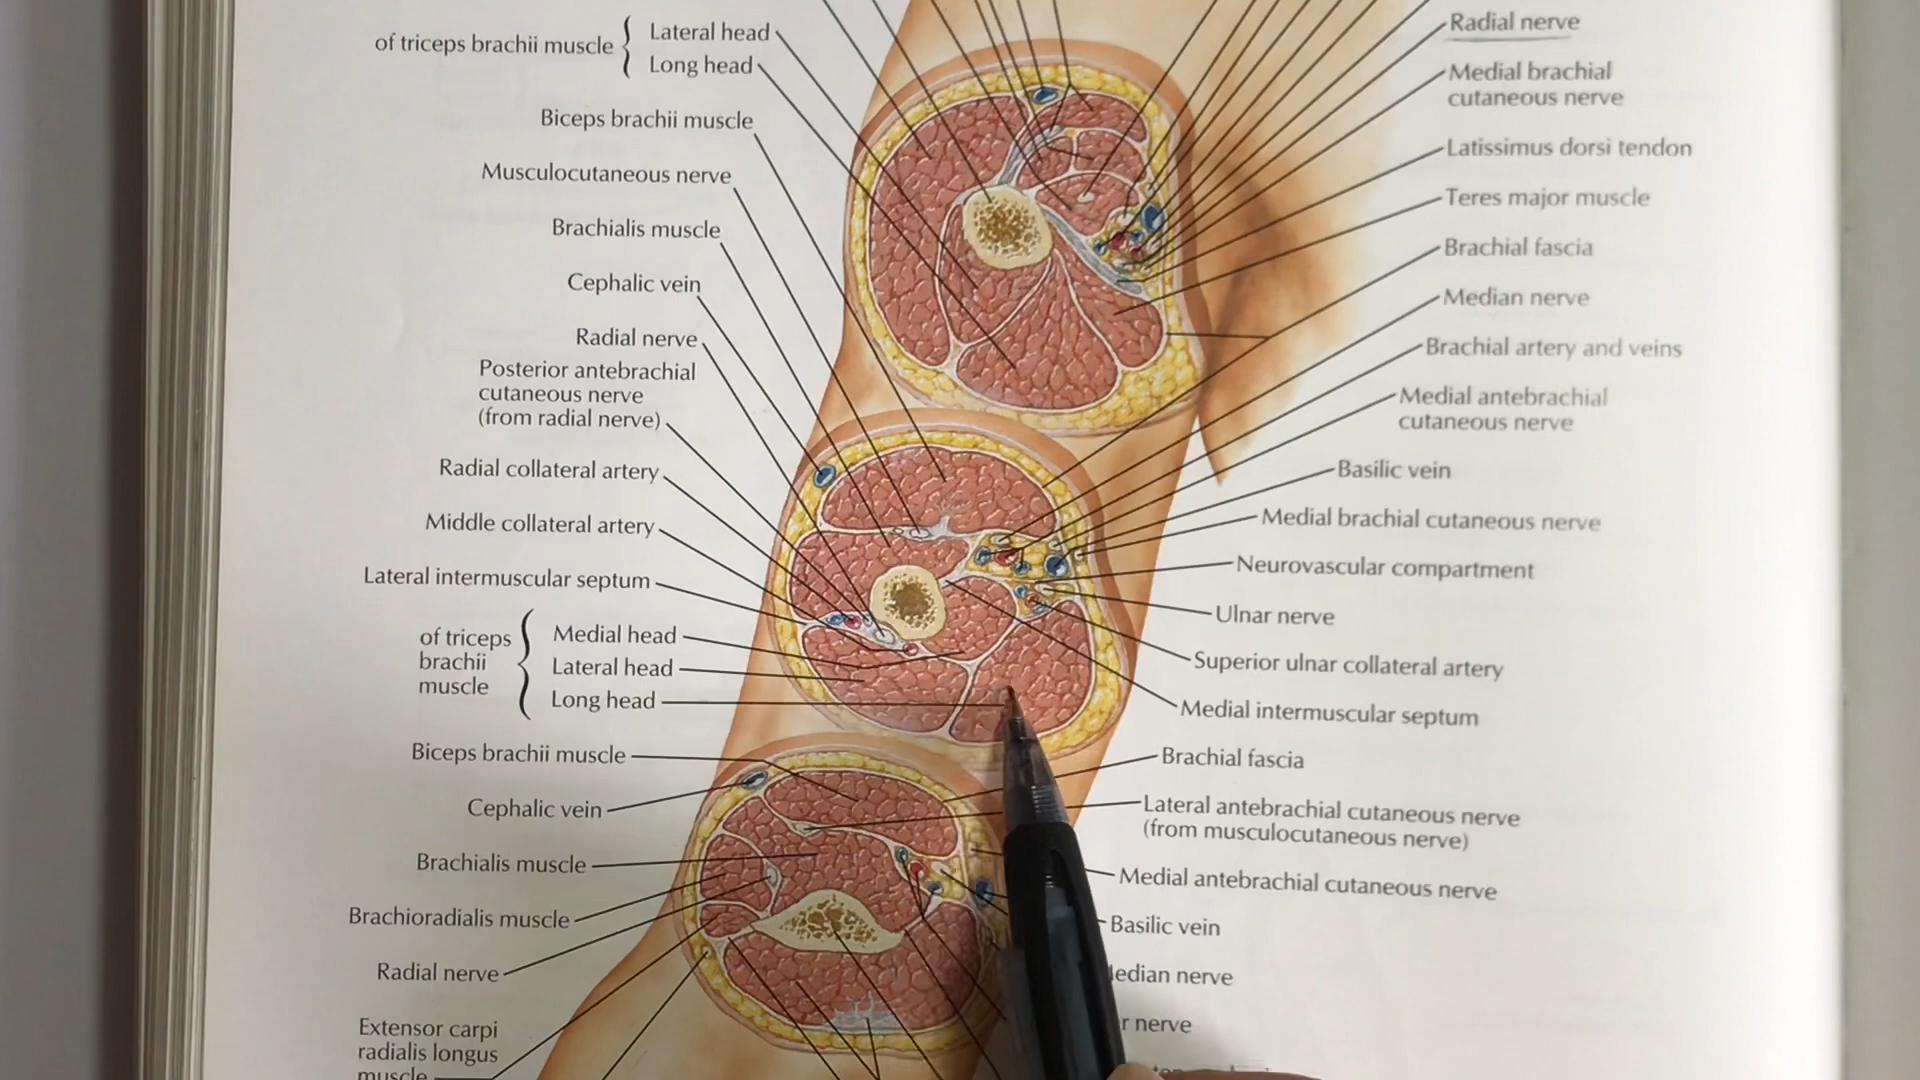 of triceps brachii muscle
Lateral head
Long head
Biceps brachii muscle
Musculocutaneous nerve
Brachialis muscle
Cephalic vein
Radial nerve
Posterior antebrachial
cutaneous nerve
(from radial nerve)
Radial collateral artery
Middle collateral artery
Lateral intermuscular septum
of triceps
brachii
muscle
Medial head
Lateral head
Long head
Biceps brachii muscle
Cephalic vein
Brachialis muscle
Brachioradialis muscle
Radial nerve
Extensor carpi
radialis longus
muscle
Radial nerve
Medial brachial
cutaneous nerve
Latissimus dorsi tendon
Teres major muscle
Brachial fascia
Median nerve
Brachial artery and veins
Medial antebrachial
cutaneous nerve
Basilic vein
Medial brachial cutaneous nerve
Neurovascular compartment
Ulnar nerve
Superior ulnar collateral artery
Medial intermuscular septum
Brachial fascia
Lateral antebrachial cutaneous nerve
(from musculocutaneous nerve)
Medial antebrachial cutaneous nerve
Basilic vein
edian nerve
r nerve